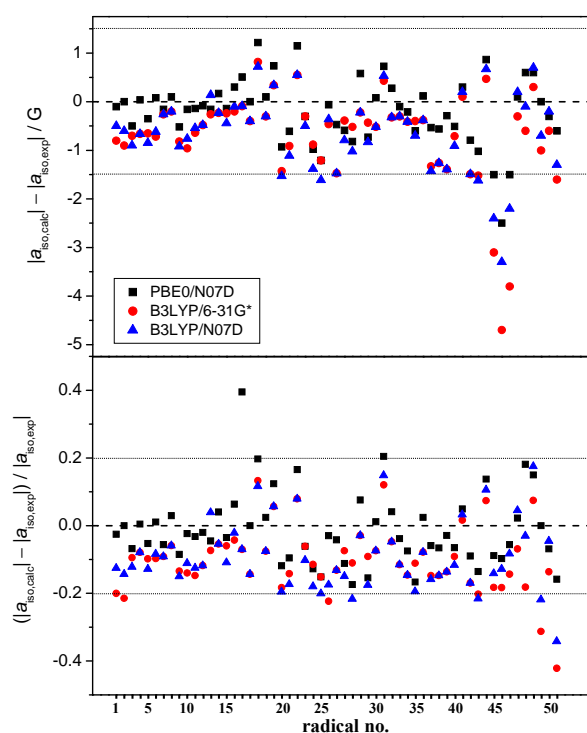 |a_iso,calc| − |a_iso,exp| / G
1
0
-1
-2
-3
-4
-5
PBE0/N07D
B3LYP/6-31G*
B3LYP/N07D
(|a_iso,calc| − |a_iso,exp|) / |a_iso,exp|
0.4
0.2
0.0
-0.2
-0.4
1 5 10 15 20 25 30 35 40 45 50
radical no.